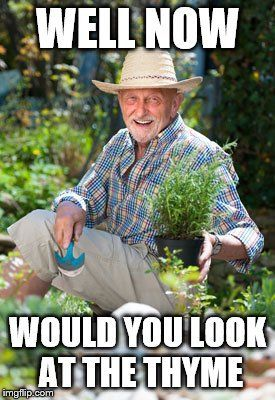 WELL NOW
WOULD YOU LOOK
AT THE THYME
imgflip.com